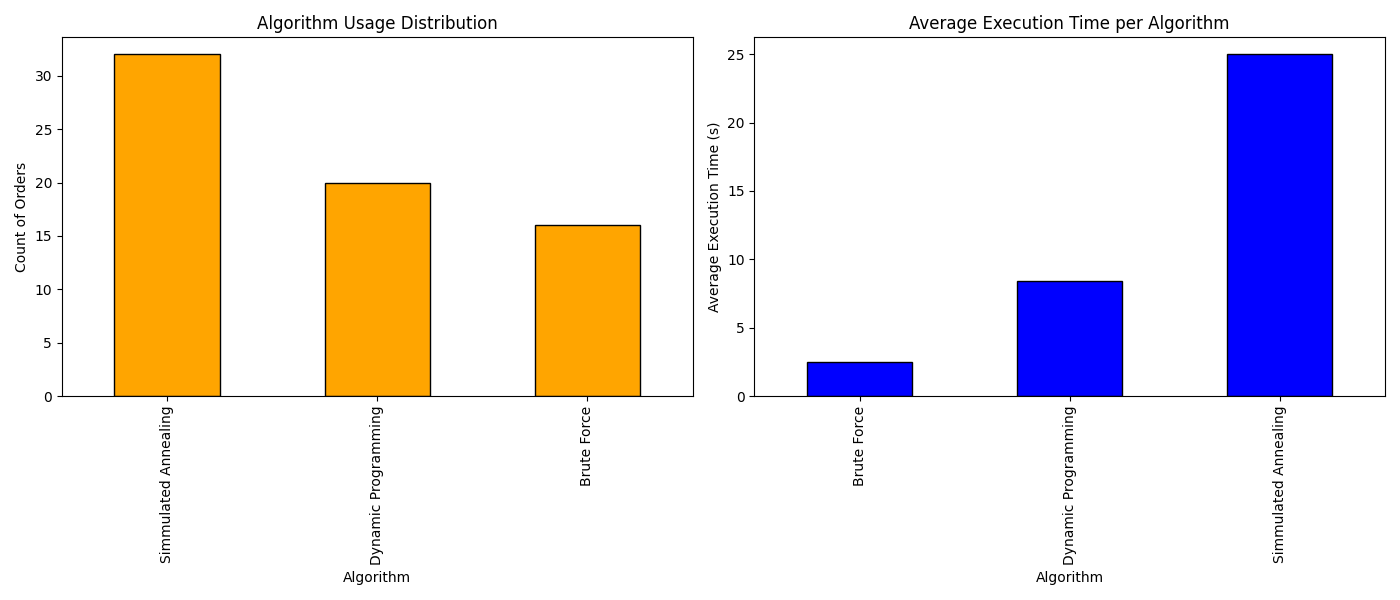 Algorithm Usage Distribution
Count of Orders
30
25
20
15
10
5
0
Simmulated Annealing
Dynamic Programming
Brute Force
Algorithm
Average Execution Time per Algorithm
Average Execution Time (s)
25
20
15
10
5
0
Brute Force
Dynamic Programming
Simmulated Annealing
Algorithm